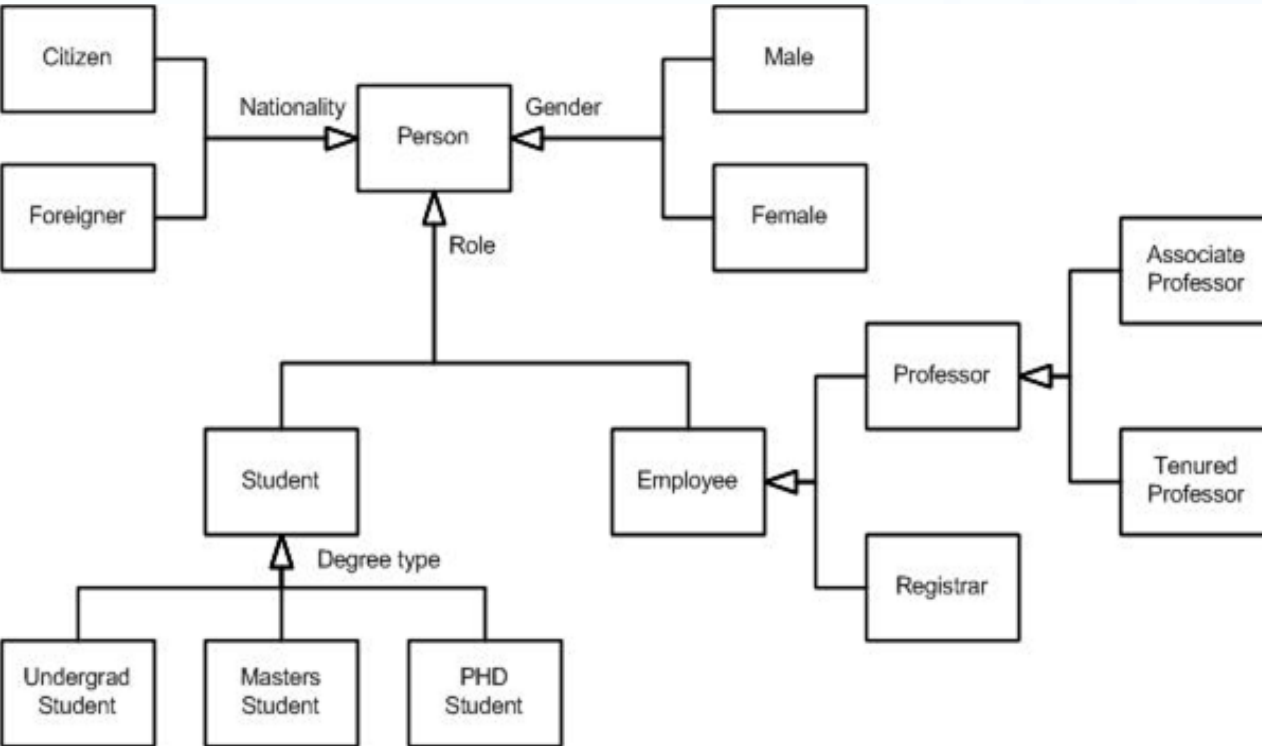 Citizen
Male
Nationality
Person
Gender
Foreigner
Female
Role
Associate
Professor
Professor
Student
Employee
Tenured
Professor
Degree type
Registrar
Undergrad
Student
Masters
Student
PHD
Student